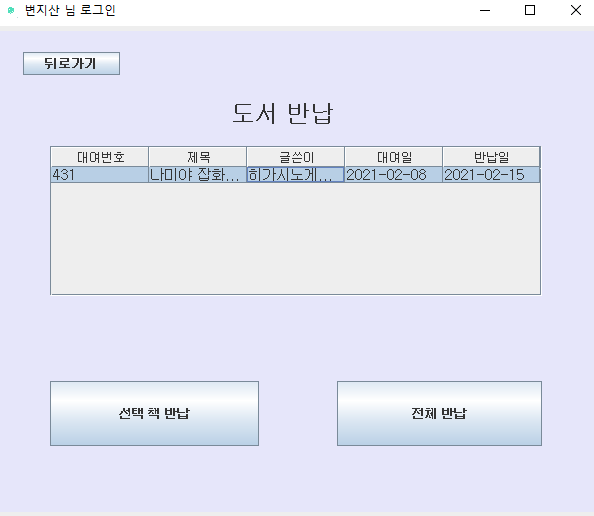 변지산 님 로그인
뒤로가기
도서 반납
대여번호 제목 글쓴이 대여일 반납일
431 나미야 잡화... 히가시노게... 2021-02-08 2021-02-15
선택 책 반납 전체 반납